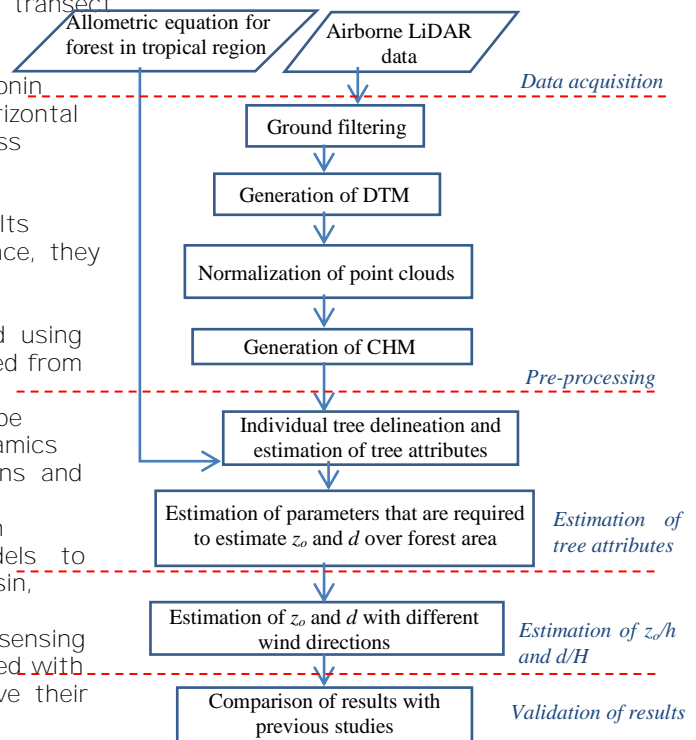 transect
onin
rizontal
ss
lts
nce, they
d using
ed from
be
amics
ns and
n
dels to
sin,
sensing
ed with
ve their
Allometric equation for
forest in tropical region
Airborne LiDAR
data
Data acquisition
Ground filtering
Generation of DTM
Normalization of point clouds
Generation of CHM
Pre-processing
Individual tree delineation and
estimation of tree attributes
Estimation of parameters that are required
to estimate zo and d over forest area
Estimation of
tree attributes
Estimation of zo and d with different
wind directions
Estimation of zo/h
and d/H
Comparison of results with
previous studies
Validation of results